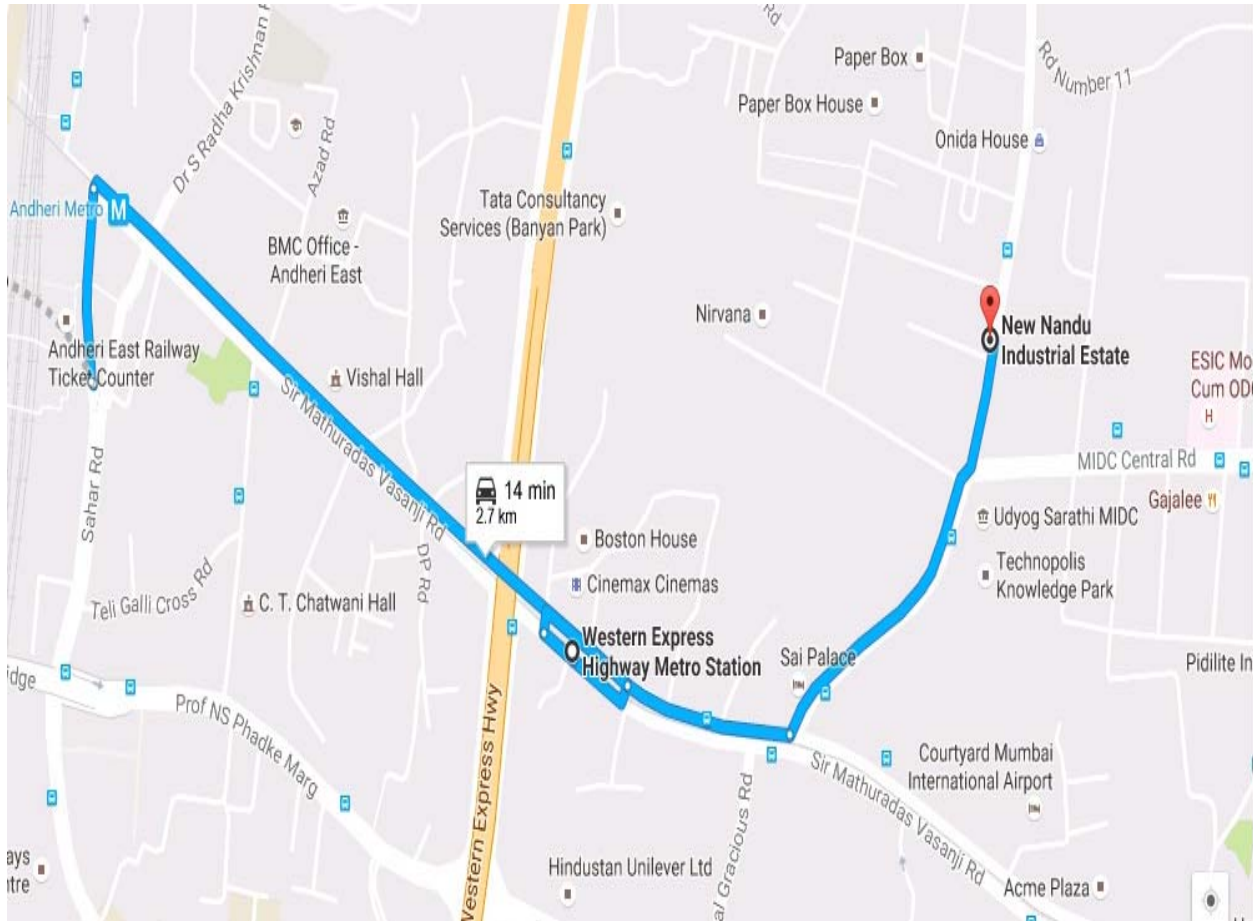 Rd
Paper Box
Rd Number 11
Paper Box House
Onida House
Dr S Radha Krishnan R
Azad Rd
Andheri Metro M
Tata Consultancy
Services (Banyan Park)
BMC Office -
Andheri East
Nirvana
New Nandu
Industrial Estate
Andheri East Railway
Ticket Counter
ESIC Mo
Cum OD
H
Vishal Hall
Sir Mathuradas Vasanji Rd
MIDC Central Rd
14 min
2.7 km
Gajalee
Udyog Sarathi MIDC
Sahar Rd
Boston House
DP Rd
Technopolis
Knowledge Park
Cinemax Cinemas
Teli Galli Cross Rd
C. T. Chatwani Hall
Western Express
Highway Metro Station
Sai Palace
Pidilite In
idge
Prof NS Phadke Marg
Western Express Hwy
Courtyard Mumbai
International Airport
Sir Mathuradas Vasanji Rd
al Gracious Rd
Hindustan Unilever Ltd
ays
ntre
Acme Plaza